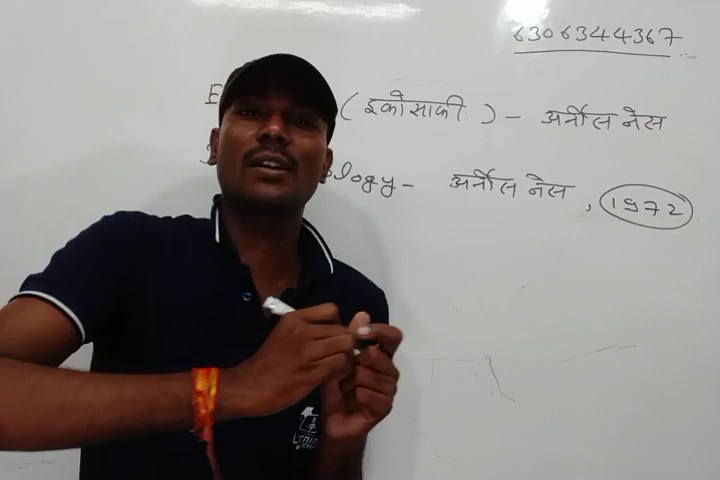 6306344367
(इकोसाफी) - अर्नौल नेस
ology - अर्नौल नेस, 1972